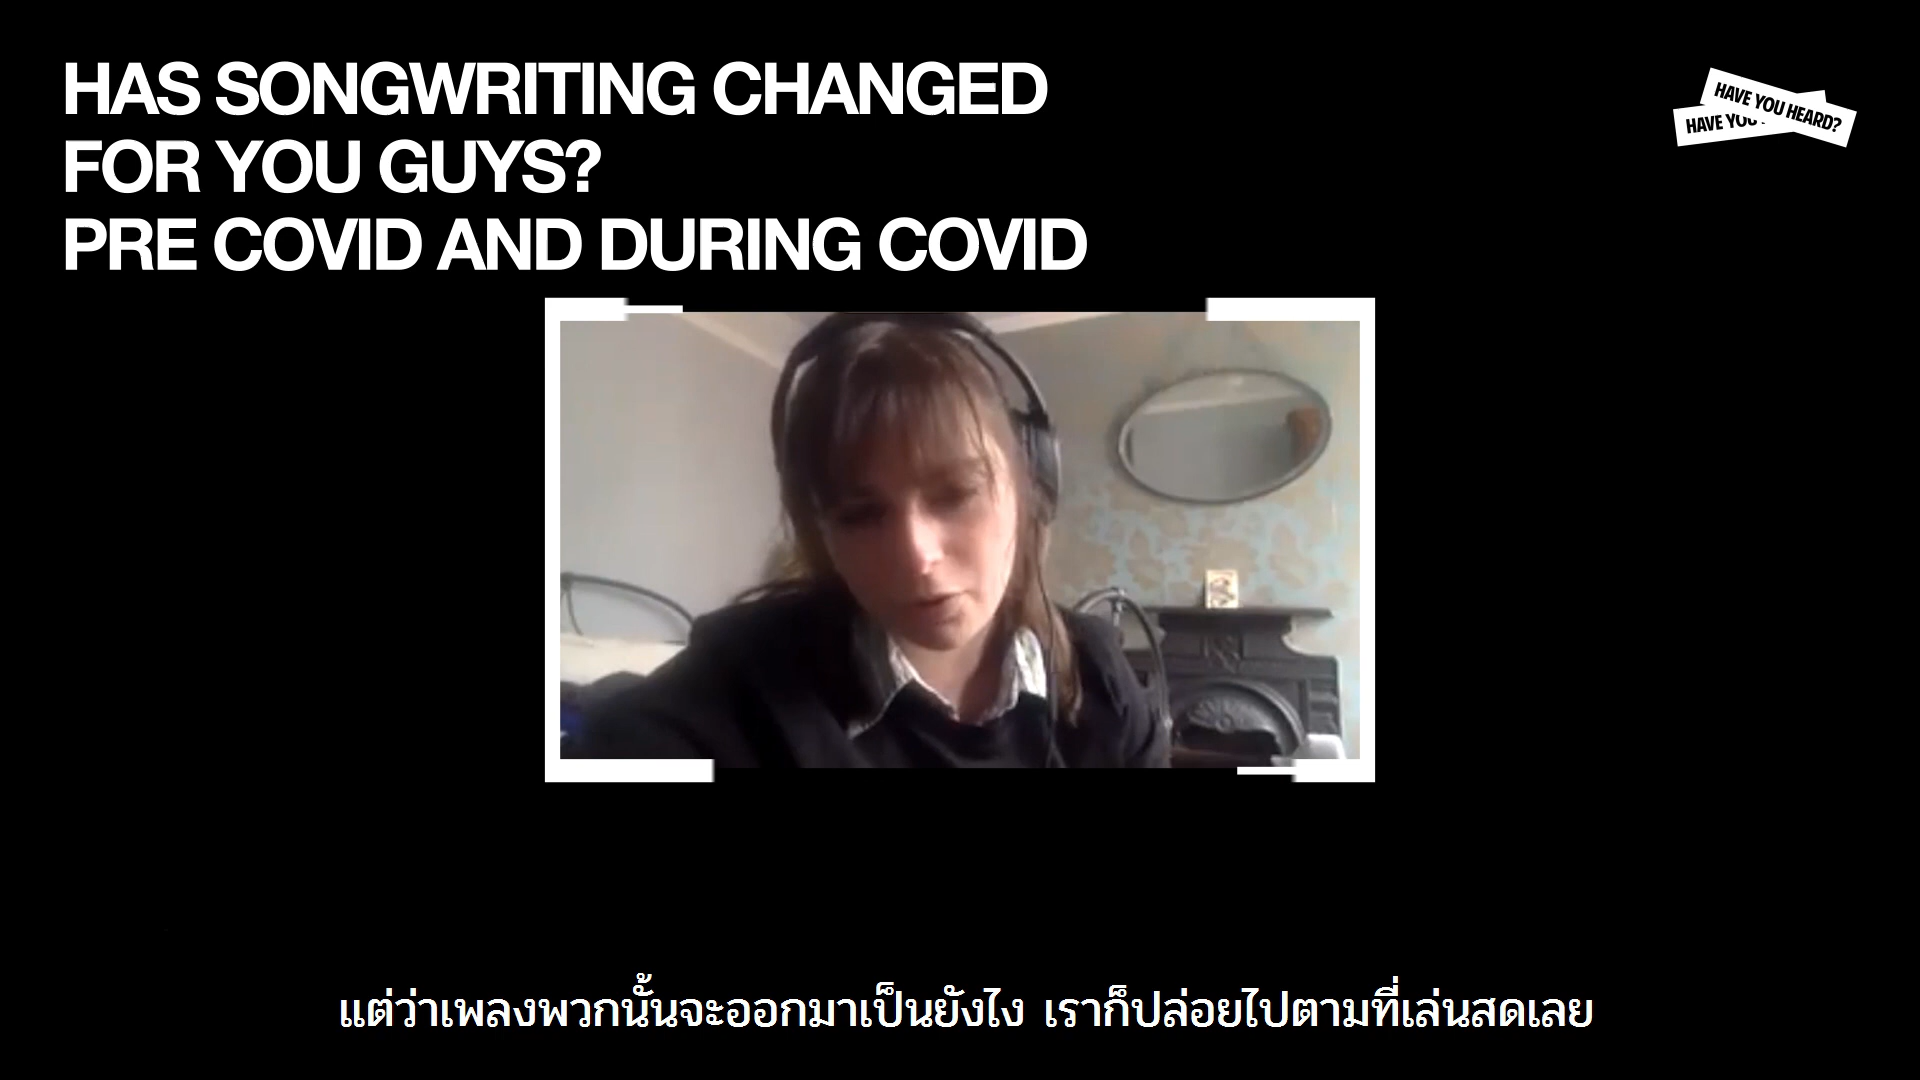 HAS SONGWRITING CHANGED
FOR YOU GUYS?
PRE COVID AND DURING COVID
HAVE YOU HEARD?
HAVE YOU
แต่ว่าเพลงพวกนั้นจะออกมาเป็นยังไง เราก็ปล่อยไปตามที่เล่นสดเลย